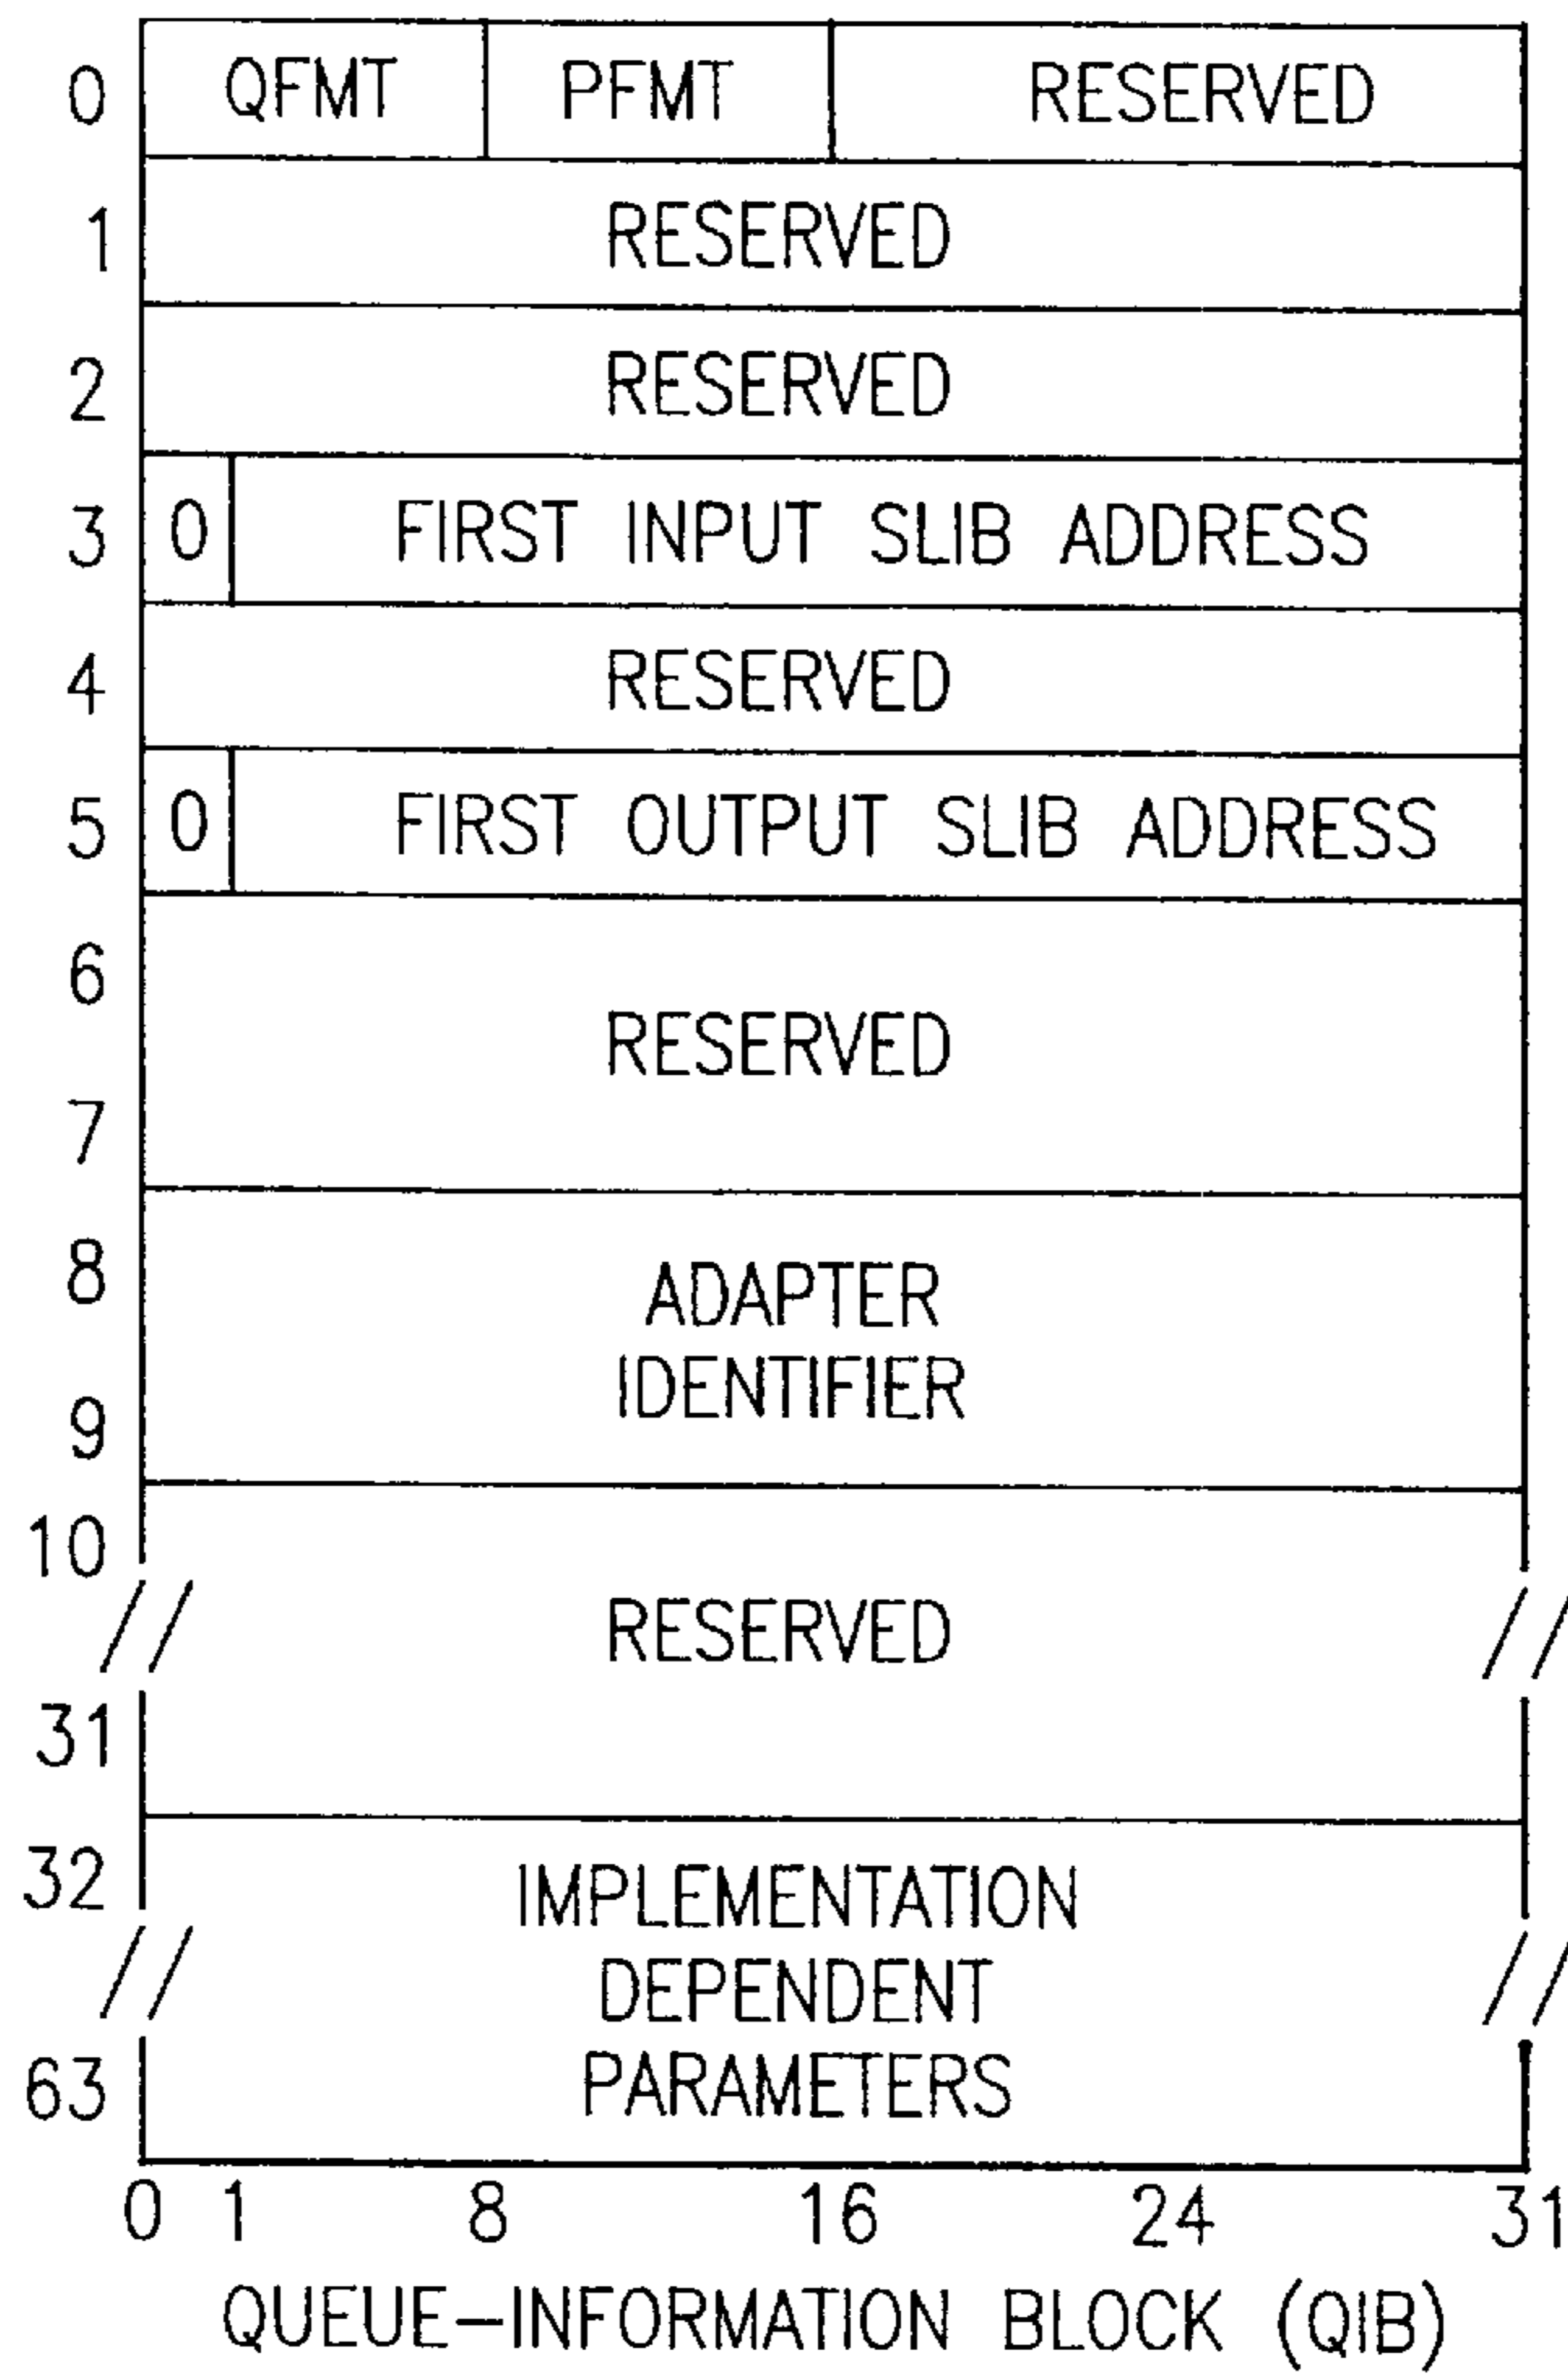 0 QFMT PFMT RESERVED
1 RESERVED
2 RESERVED
3 0 FIRST INPUT SLIB ADDRESS
4 RESERVED
5 0 FIRST OUTPUT SLIB ADDRESS
6
RESERVED
7
8
ADAPTER
IDENTIFIER
9
10
RESERVED
31
32 IMPLEMENTATION
DEPENDENT
63 PARAMETERS
0 1 8 16 24 31
QUEUE-INFORMATION BLOCK (QIB)